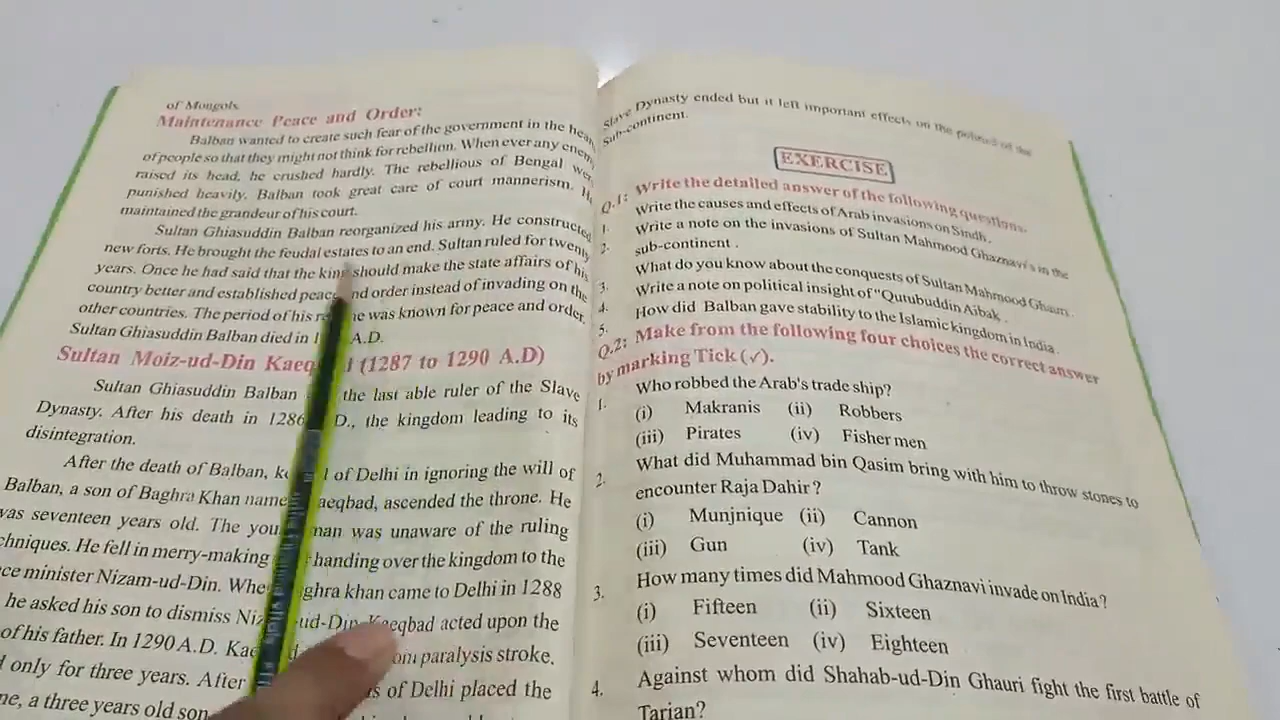 of Mongols.
Maintenance Peace and Order:
Balban wanted to create such fear of the government in the
of people so that they might not think for rebellion. When ever any enemy
raised its head, he crushed hardly. The rebellious of Bengal were
punished heavily. Balban took great care of court mannerism. He
maintained the grandeur of his court.
Sultan Ghiasuddin Balban reorganized his army. He constructed
new forts. He brought the feudal estates to an end. Sultan ruled for twenty
years. Once he had said that the king should make the state affairs of his
country better and established peace and order instead of invading on the
other countries. The period of his was known for peace and order.
Sultan Ghiasuddin Balban died in A.D.
Sultan Moiz-ud-Din (1287 to 1290 A.D)
Sultan Ghiasuddin Balban the last able ruler of the Slave
Dynasty. After his death in 1286 D., the kingdom leading to its
disintegration.
After the death of Balban, of Delhi in ignoring the will of
Balban, a son of Baghra Khan name aeqbad, ascended the throne. He
was seventeen years old. The man was unaware of the ruling
chniques. He fell in merry-making handing over the kingdom to the
ce minister Nizam-ud-Din. Whe ghra khan came to Delhi in 1288
he asked his son to dismiss Niz ud-Din. Kaeqbad acted upon the
of his father. In 1290 A.D. Kae om paralysis stroke.
only for three years. After s of Delhi placed the
ne, a three years old son
Slave Dynasty ended but it left important effects on the political of the
Sub-continent.
EXERCISE
Q.1: Write the detailed answer of the following questions.
1. Write the causes and effects of Arab invasions on Sindh.
2. Write a note on the invasions of Sultan Mahmood Ghaznavi's in the
sub-continent .
3. What do you know about the conquests of Sultan Mahmood Ghauri.
4. Write a note on political insight of "Qutubuddin Aibak.
5. How did Balban gave stability to the Islamic kingdom in India.
Q.2: Make from the following four choices the correct answer
by marking Tick (✓).
1. Who robbed the Arab's trade ship?
(i) Makranis (ii) Robbers
(iii) Pirates (iv) Fisher men
2. What did Muhammad bin Qasim bring with him to throw stones to
encounter Raja Dahir ?
(i) Munjnique (ii) Cannon
(iii) Gun (iv) Tank
3. How many times did Mahmood Ghaznavi invade on India?
(i) Fifteen (ii) Sixteen
(iii) Seventeen (iv) Eighteen
4. Against whom did Shahab-ud-Din Ghauri fight the first battle of
Tarian?